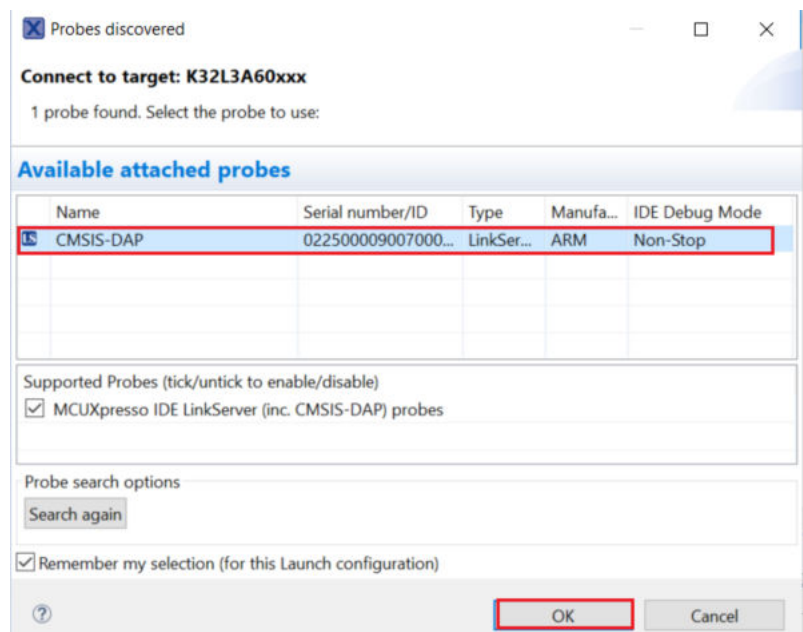 Probes discovered
Connect to target: K32L3A60xxx
1 probe found. Select the probe to use:
Available attached probes
Name Serial number/ID Type Manufa... IDE Debug Mode
LS CMSIS-DAP 022500009007000... LinkSer... ARM Non-Stop
Supported Probes (tick/untick to enable/disable)
MCUXpresso IDE LinkServer (inc. CMSIS-DAP) probes
Probe search options
Search again
Remember my selection (for this Launch configuration)
? OK Cancel